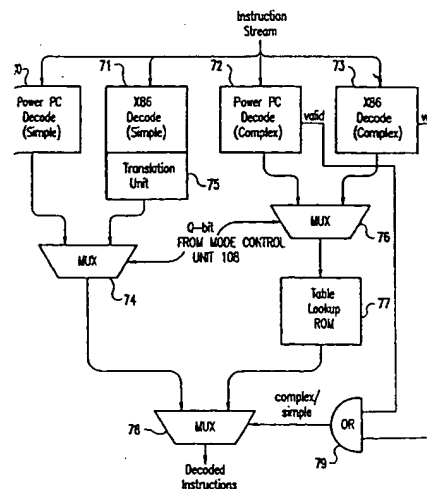 Instruction
Stream
71
72
73
Power PC
Decode
(Simple)
X86
Decode
(Simple)
Power PC
Decode
(Complex)
valid
X86
Decode
(Complex)
Translation
Unit
75
MUX
Q-bit
FROM MODE CONTROL
UNIT 108
MUX
76
74
Table
Lookup
ROM
77
complex/
simple
78
MUX
OR
79
Decoded
Instructions